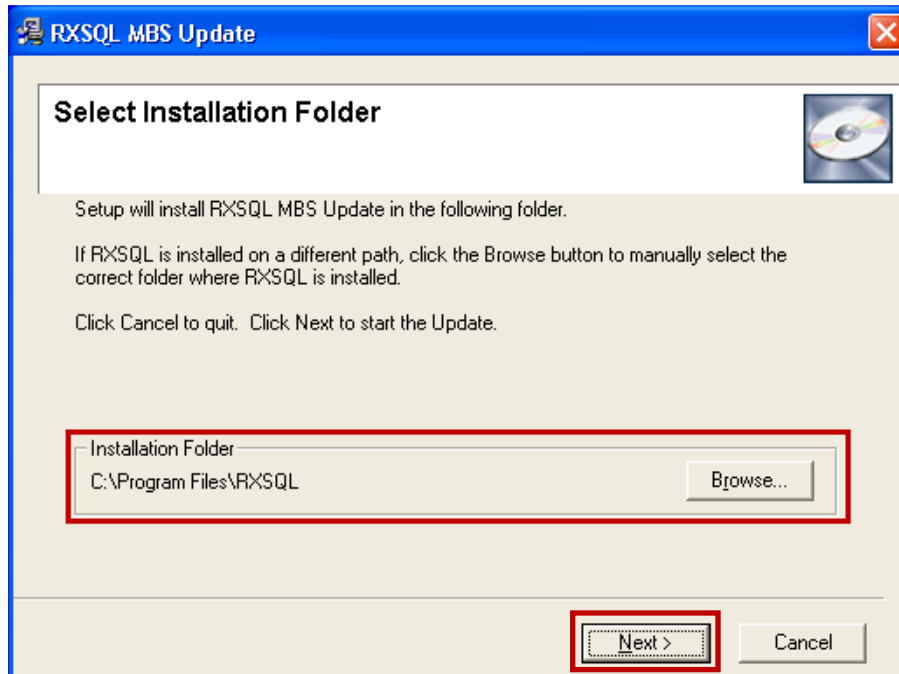 RXSQL MBS Update
Select Installation Folder
Setup will install RXSQL MBS Update in the following folder.
If RXSQL is installed on a different path, click the Browse button to manually select the
correct folder where RXSQL is installed.
Click Cancel to quit.  Click Next to start the Update.
Installation Folder
C:\Program Files\RXSQL
Browse...
Next >
Cancel